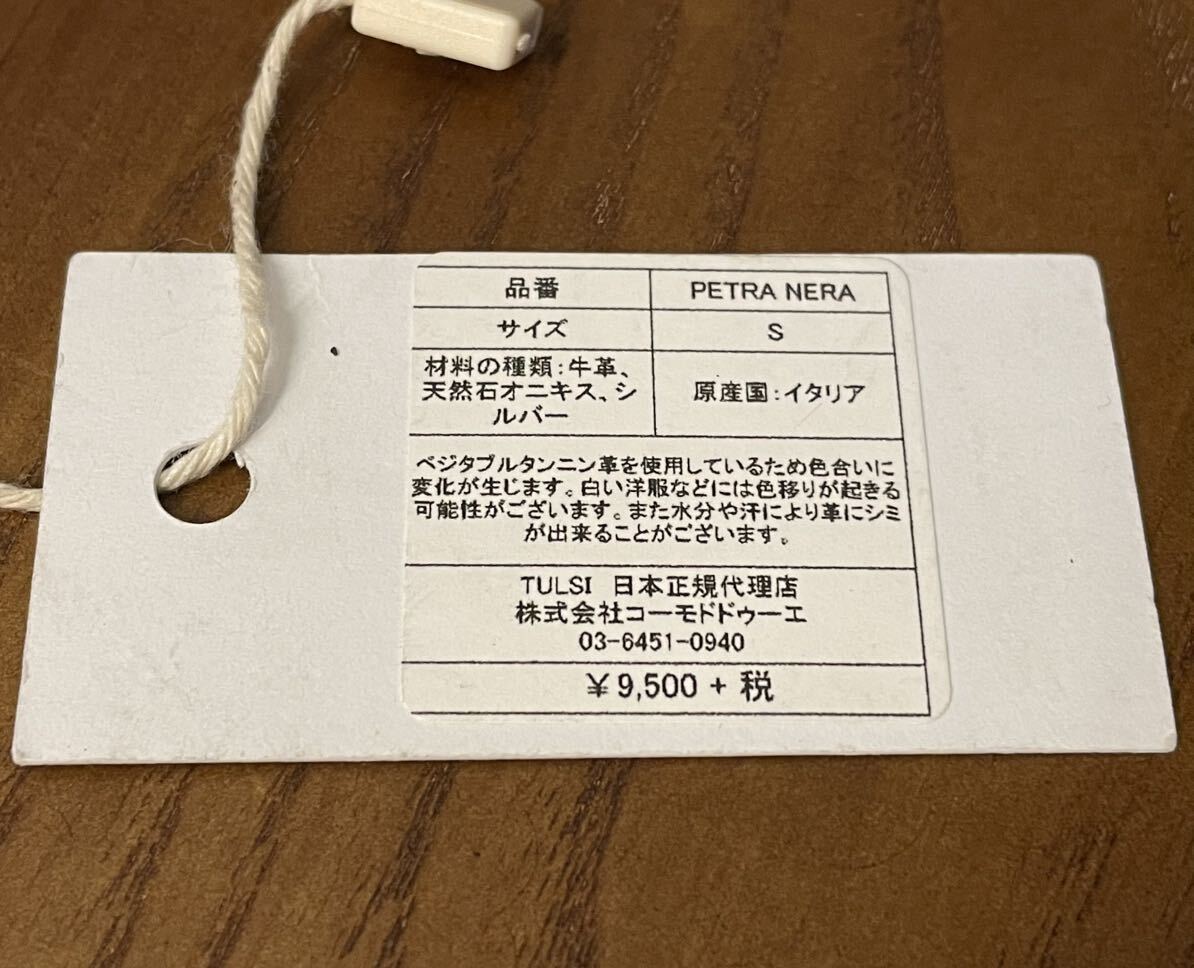 品番 PETRA NERA
サイズ S
材料の種類:牛革、
天然石オニキス、シ
ルバー
原産国:イタリア
ベジタブルタンニン革を使用しているため色合いに
変化が生じます。白い洋服などには色移りが起きる
可能性がございます。また水分や汗により革にシミ
が出来ることがございます。
TULSI 日本正規代理店
株式会社コーモドドゥーエ
03-6451-0940
¥9,500 + 税